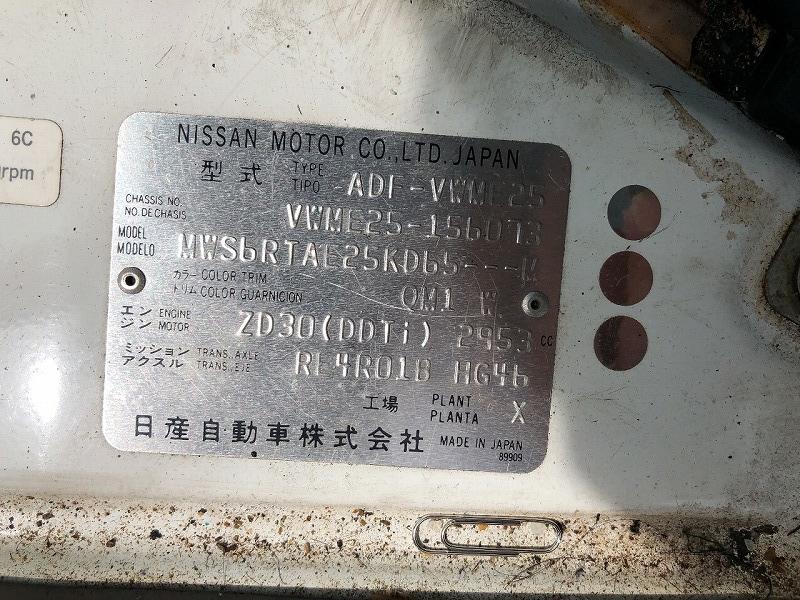 6C
rpm
NISSAN MOTOR CO.,LTD. JAPAN
型式 TYPE TIPO ADF-VWME25
CHASSIS NO. NO. DE CHASIS VWME25-156073
MODEL MODELO MWS6RTAE25KD65---M
カラー COLOR, TRIM
トリム COLOR GUARNICION QM1 W
エンジン ENGINE MOTOR ZD30(DDTi) 2953 CC
ミッション TRANS. AXLE
アクスル TRANS. EJE RE4R01B HG46
工場 PLANT PLANTA X
日産自動車株式会社 MADE IN JAPAN
89909